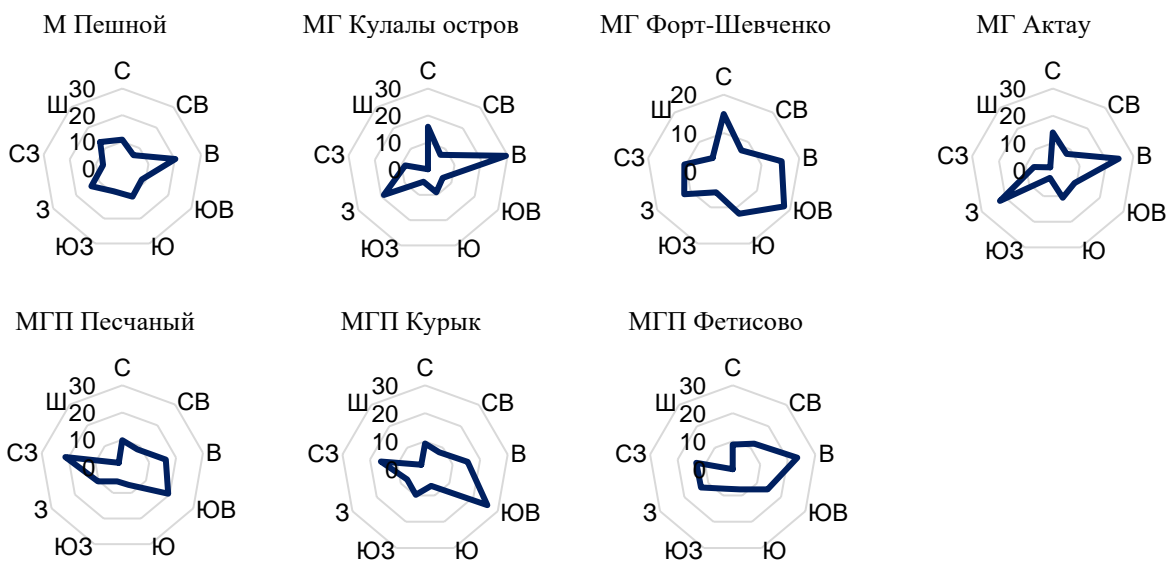 М Пешной
МГ Кулалы остров
МГ Форт-Шевченко
МГ Актау
С
30
Ш
СВ
20
10
СЗ
0
В
З
ЮВ
ЮЗ
Ю
С
30
Ш
СВ
20
10
СЗ
0
В
З
ЮВ
ЮЗ
Ю
С
20
Ш
СВ
10
СЗ
0
В
З
ЮВ
ЮЗ
Ю
С
30
Ш
СВ
20
10
СЗ
0
В
З
ЮВ
ЮЗ
Ю
МГП Песчаный
МГП Курык
МГП Фетисово
С
30
Ш
СВ
20
10
СЗ
0
В
З
ЮВ
ЮЗ
Ю
С
30
Ш
СВ
20
10
СЗ
0
В
З
ЮВ
ЮЗ
Ю
С
30
Ш
СВ
20
10
СЗ
0
В
З
ЮВ
ЮЗ
Ю